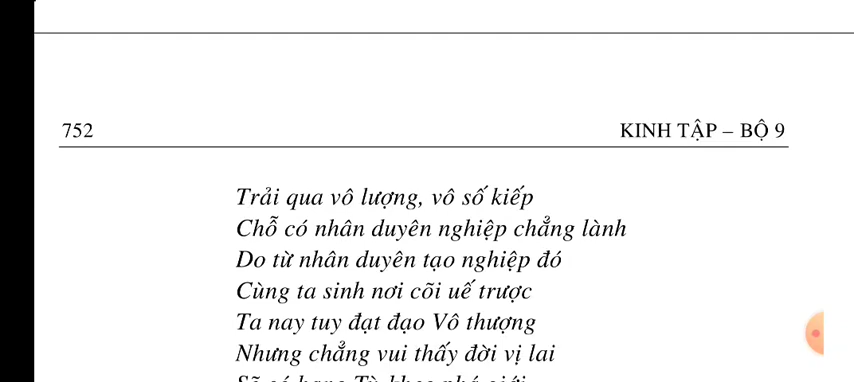 752 KINH TẬP – BỘ 9
Trải qua vô lượng, vô số kiếp
Chỗ có nhân duyên nghiệp chẳng lành
Do từ nhân duyên tạo nghiệp đó
Cùng ta sinh nơi cõi uế trược
Ta nay tuy đạt đạo Vô thượng
Nhưng chẳng vui thấy đời vị lai